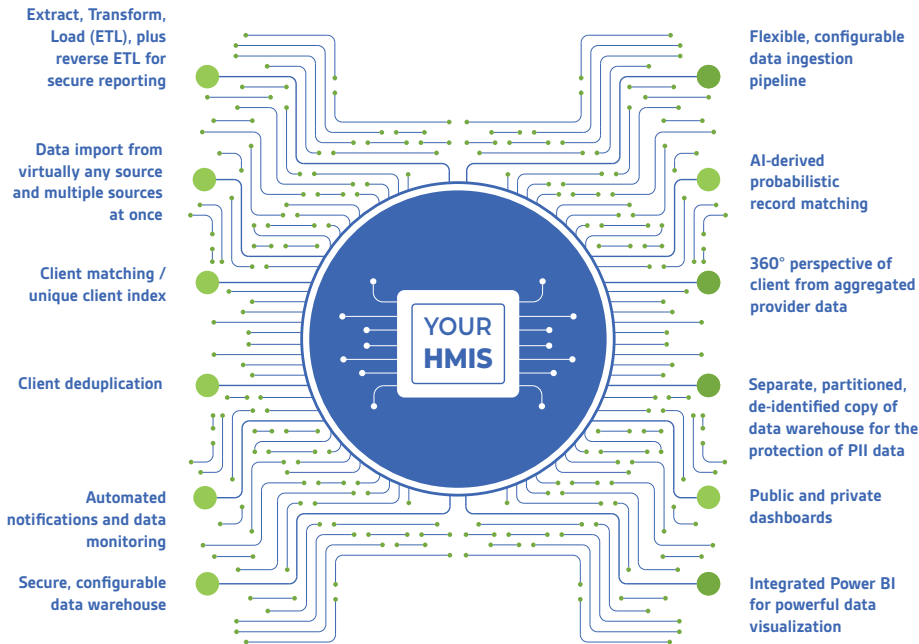 Extract, Transform,
Load (ETL), plus
reverse ETL for
secure reporting
Data import from
virtually any source
and multiple sources
at once
Client matching /
unique client index
Client deduplication
Automated
notifications and data
monitoring
Secure, configurable
data warehouse
YOUR
HMIS
Flexible, configurable
data ingestion
pipeline
AI-derived
probabilistic
record matching
360° perspective of
client from aggregated
provider data
Separate, partitioned,
de-identified copy of
data warehouse for the
protection of PII data
Public and private
dashboards
Integrated Power BI
for powerful data
visualization